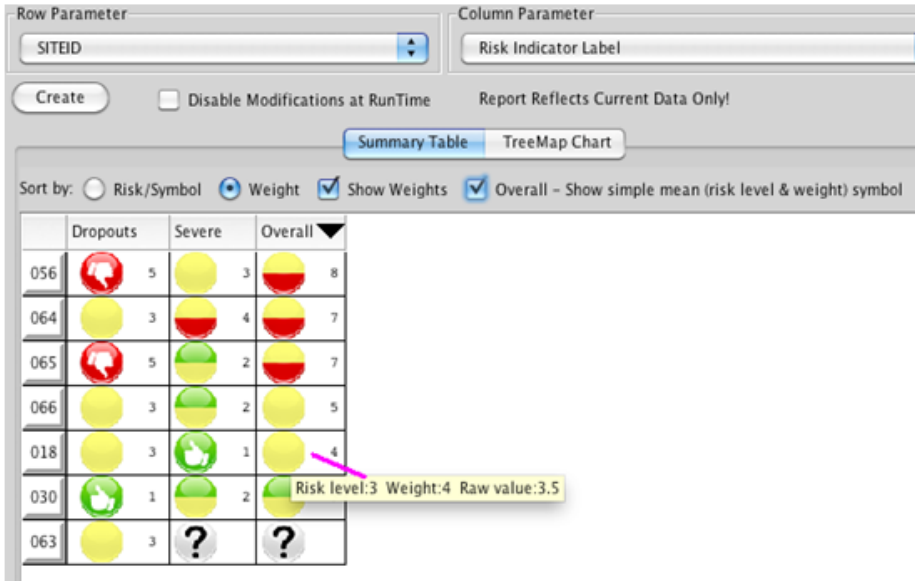 Row Parameter Column Parameter
SITEID Risk Indicator Label
Create Disable Modifications at RunTime Report Reflects Current Data Only!
Summary Table TreeMap Chart
Sort by: Risk/Symbol Weight Show Weights Overall – Show simple mean (risk level & weight) symbol
Dropouts Severe Overall
056 5 3 8
064 3 4 7
065 5 2 7
066 3 2 5
018 3 1 4
Risk level:3 Weight:4 Raw value:3.5
030 1 2
063 3 ? ?